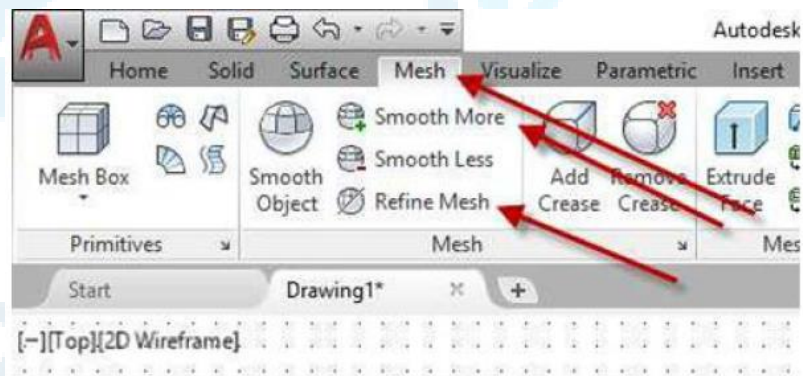 Autodesk
Home Solid Surface Mesh Visualize Parametric Insert
Smooth More
Smooth Less
Refine Mesh
Mesh Box
Smooth Object
Add Crease
Remove Crease
Extrude Face
Primitives Mesh Mes
Start Drawing1*
[−][Top][2D Wireframe]